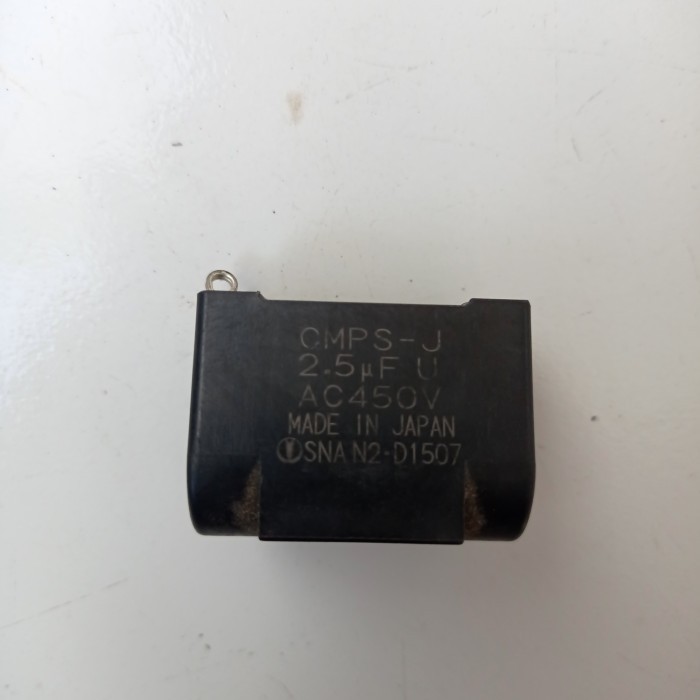 CMPS-J
2.5μF U
AC450V
MADE IN JAPAN
SNA N2-D1507